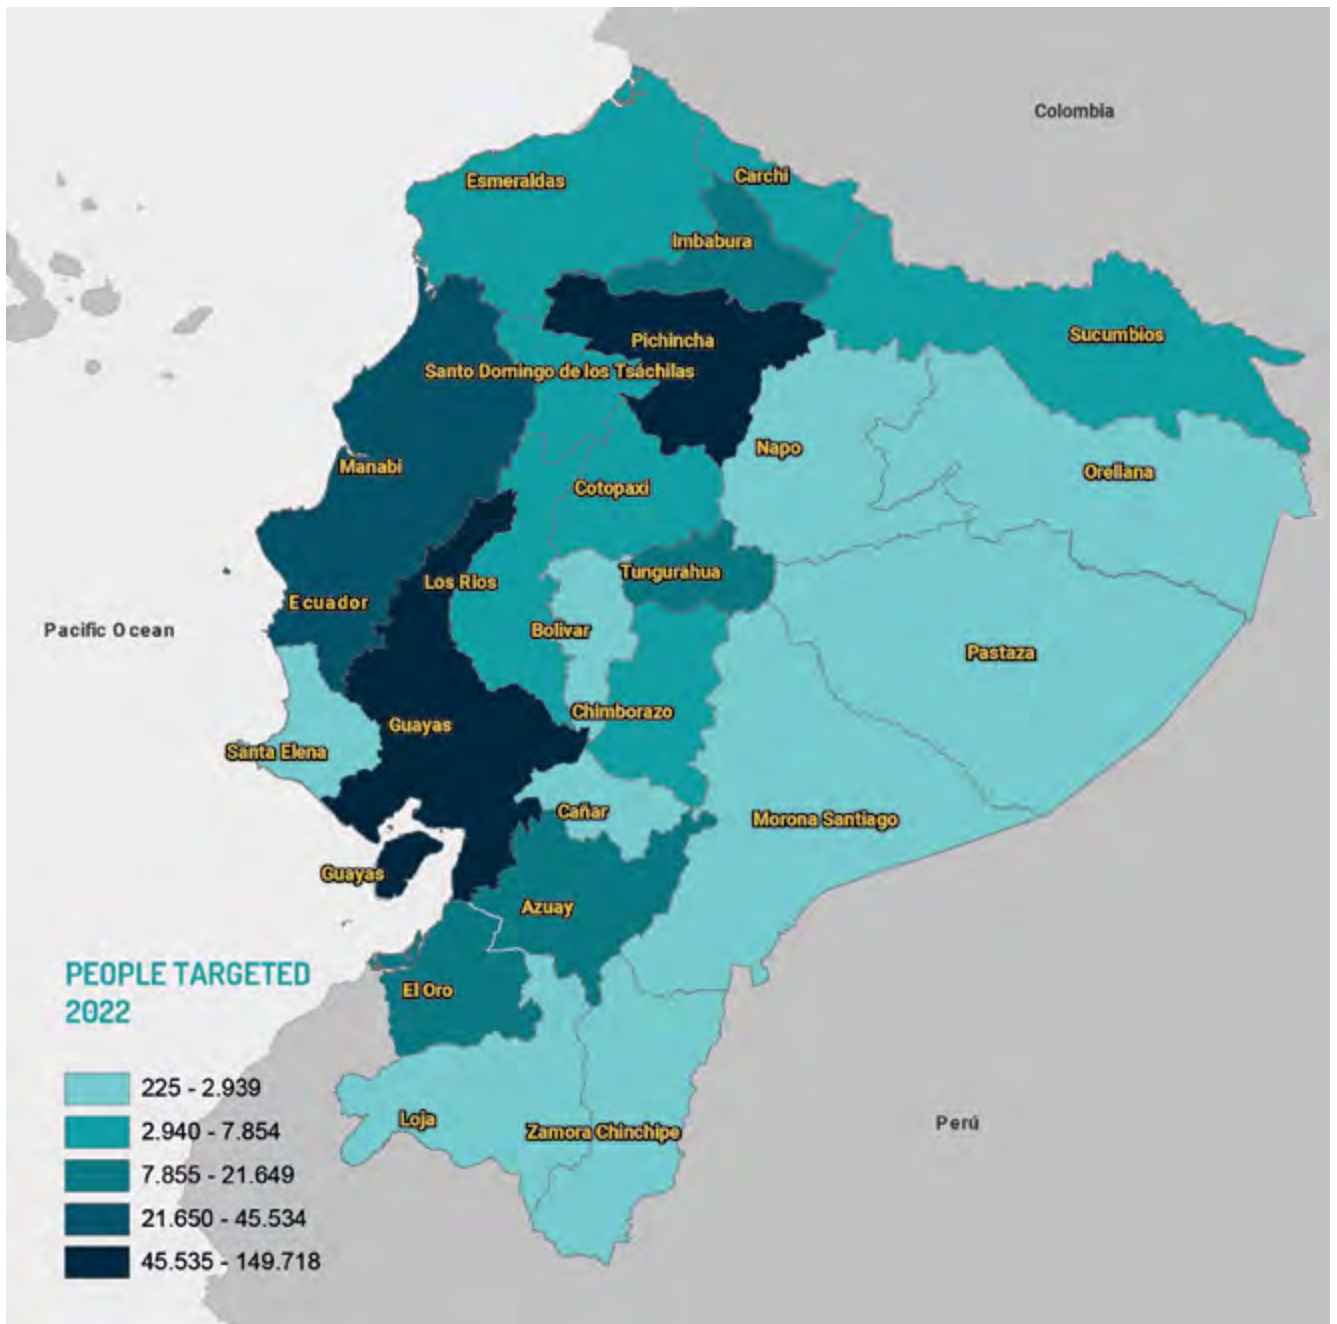 Colombia
Carchi
Esmeraldas
Imbabura
Sucumbios
Pichincha
Santo Domingo de los Tsáchilas
Napo
Manabi
Orellana
Cotopaxi
Tungurahua
Los Rios
Ecuador
Pacific Ocean
Bolivar
Pastaza
Chimborazo
Guayas
Santa Elena
Cañar
Morona Santiago
Guayas
Azuay
El Oro
Loja
Zamora Chinchipe
Perú
PEOPLE TARGETED
2022
225 - 2.939
2.940 - 7.854
7.855 - 21.649
21.650 - 45.534
45.535 - 149.718